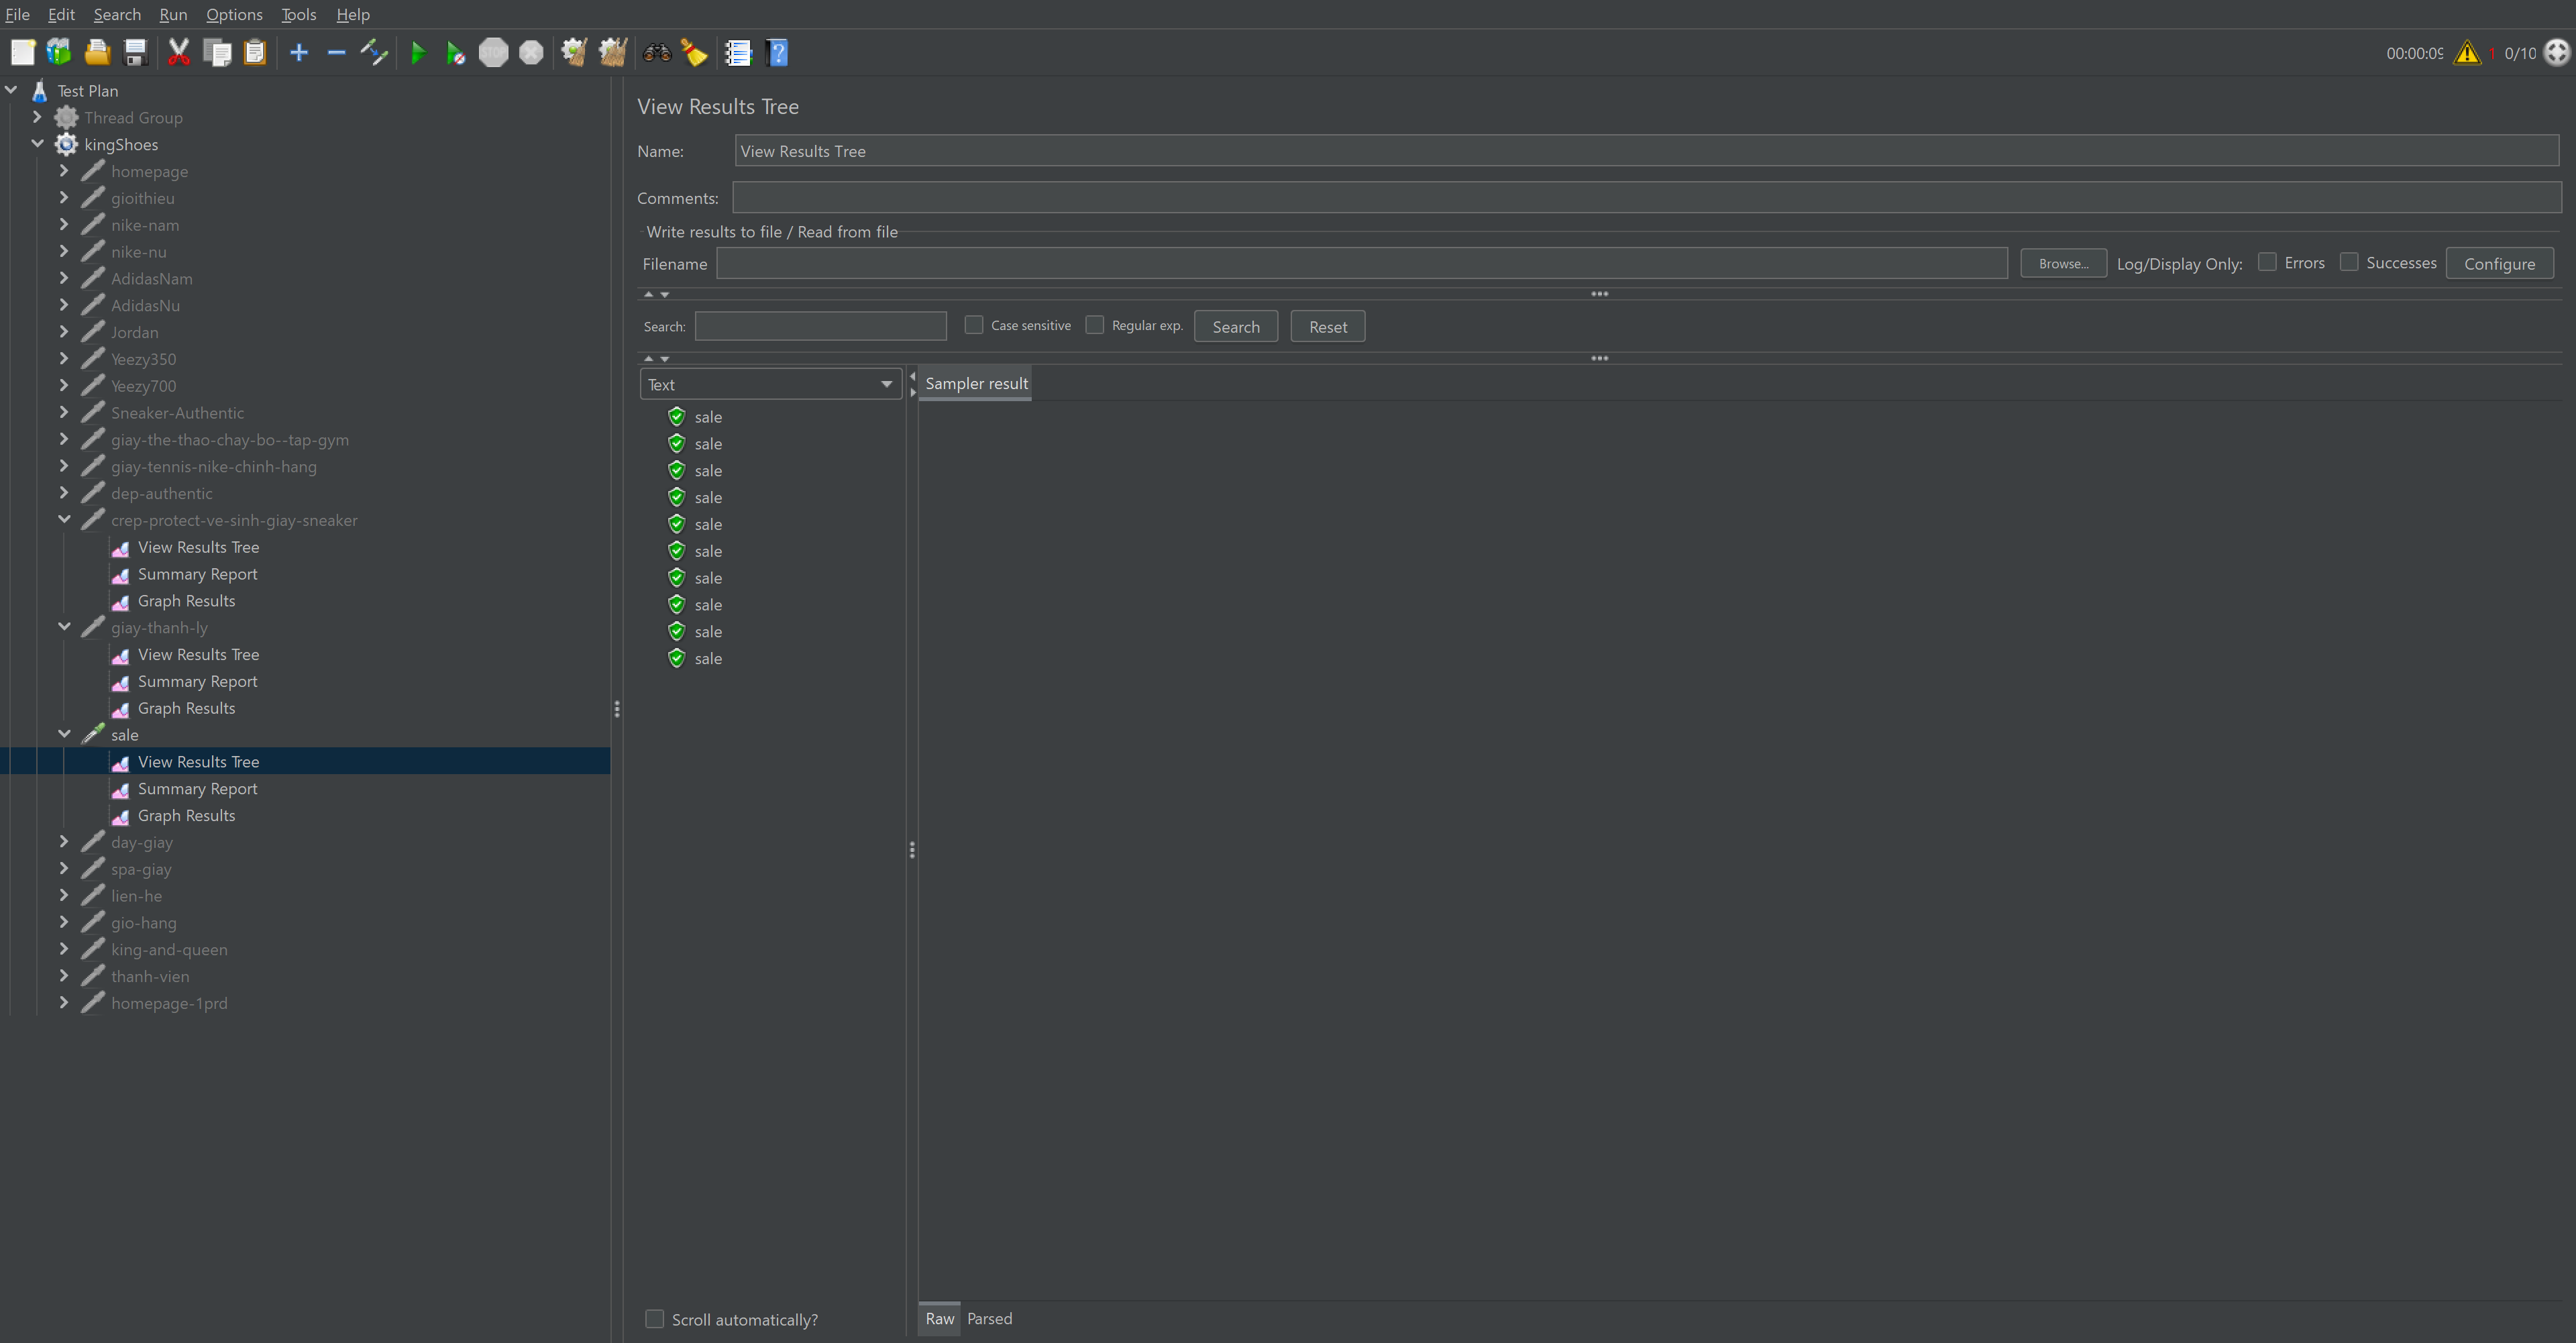 File Edit Search Run Options Tools Help
STOP
?
00:00:09 1 0/10
Test Plan
Thread Group
kingShoes
homepage
gioithieu
nike-nam
nike-nu
AdidasNam
AdidasNu
Jordan
Yeezy350
Yeezy700
Sneaker-Authentic
giay-the-thao-chay-bo--tap-gym
giay-tennis-nike-chinh-hang
dep-authentic
crep-protect-ve-sinh-giay-sneaker
View Results Tree
Summary Report
Graph Results
giay-thanh-ly
View Results Tree
Summary Report
Graph Results
sale
View Results Tree
Summary Report
Graph Results
day-giay
spa-giay
lien-he
gio-hang
king-and-queen
thanh-vien
homepage-1prd
View Results Tree
Name: View Results Tree
Comments:
Write results to file / Read from file
Filename Browse... Log/Display Only: Errors Successes Configure
Search: Case sensitive Regular exp. Search Reset
Text
Sampler result
sale
sale
sale
sale
sale
sale
sale
sale
sale
sale
Scroll automatically?
Raw Parsed